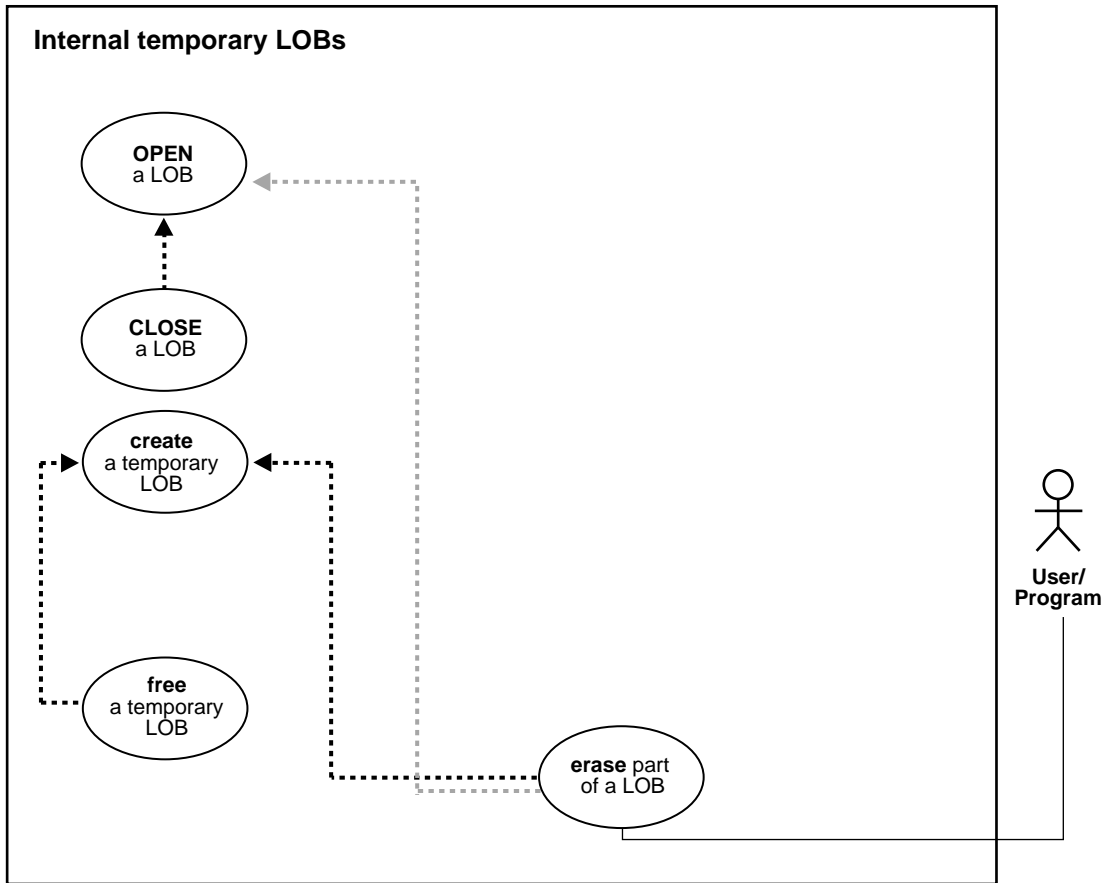 Internal temporary LOBs
OPEN
a LOB
CLOSE
a LOB
create
a temporary
LOB
User/
Program
free
a temporary
LOB
erase part
of a LOB